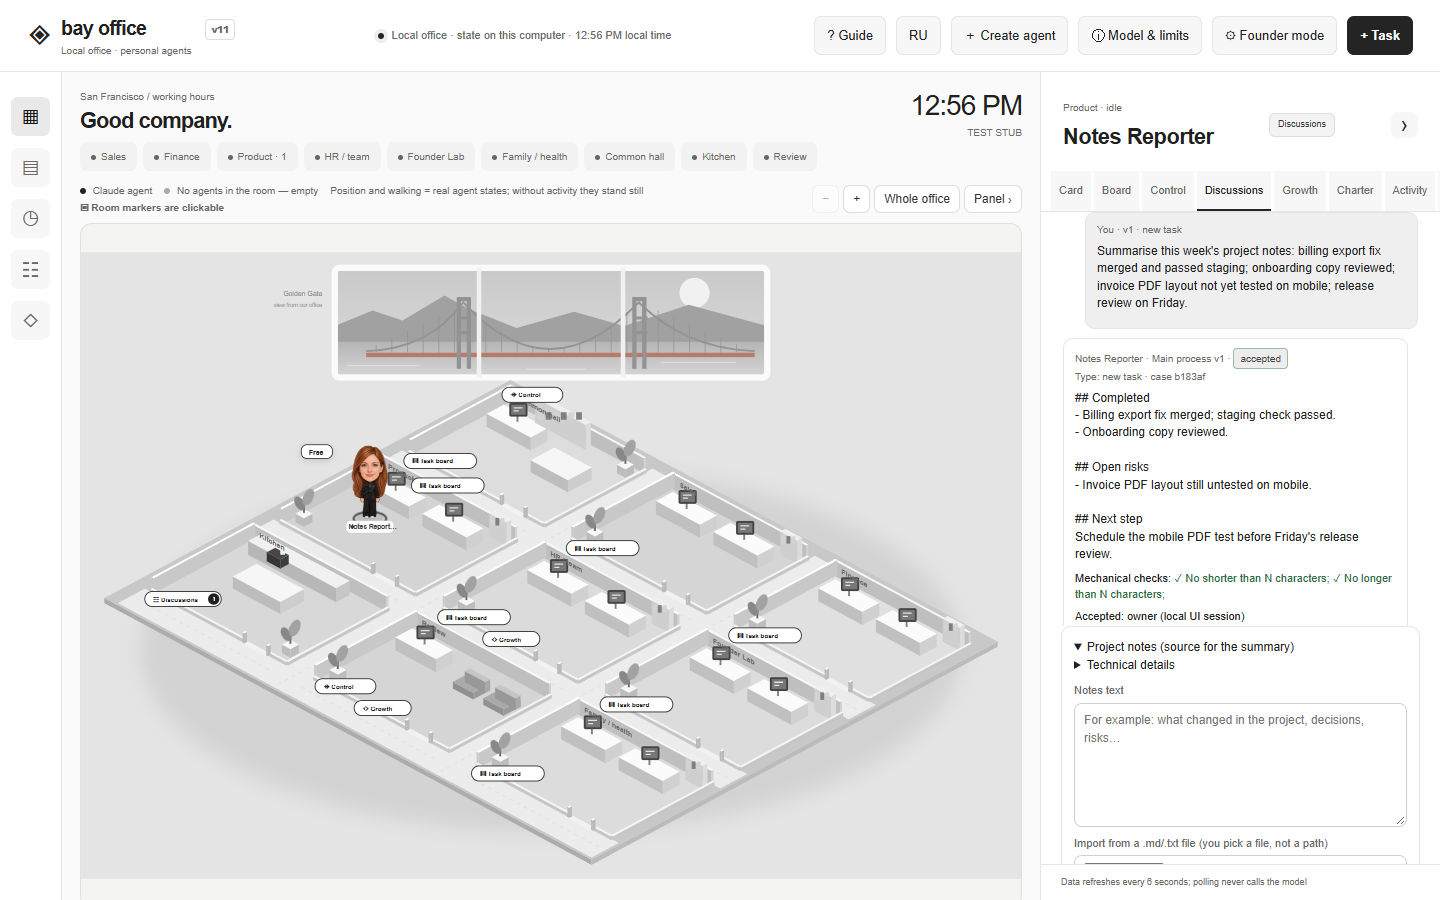 bay office
v11
Local office · personal agents
Local office · state on this computer · 12:56 PM local time
? Guide
RU
+ Create agent
Model & limits
Founder mode
+ Task
San Francisco / working hours
Good company.
12:56 PM
TEST STUB
Sales
Finance
Product · 1
HR / team
Founder Lab
Family / health
Common hall
Kitchen
Review
Claude agent
No agents in the room — empty
Position and walking = real agent states; without activity they stand still
Room markers are clickable
−
+
Whole office
Panel ›
Golden Gate
view from our office
Control
Free
Task board
Task board
Notes Report...
Kitchen
Task board
Discussions
1
Task board
Growth
Task board
Control
Growth
Task board
Family / health
Task board
Product · idle
Notes Reporter
Discussions
›
Card
Board
Control
Discussions
Growth
Charter
Activity
You · v1 · new task
Summarise this week's project notes: billing export fix
merged and passed staging; onboarding copy reviewed;
invoice PDF layout not yet tested on mobile; release
review on Friday.
Notes Reporter · Main process v1 · accepted
Type: new task · case b183af
## Completed
- Billing export fix merged; staging check passed.
- Onboarding copy reviewed.
## Open risks
- Invoice PDF layout still untested on mobile.
## Next step
Schedule the mobile PDF test before Friday's release
review.
Mechanical checks: ✓ No shorter than N characters; ✓ No longer
than N characters;
Accepted: owner (local UI session)
▼ Project notes (source for the summary)
▶ Technical details
Notes text
For example: what changed in the project, decisions,
risks…
Import from a .md/.txt file (you pick a file, not a path)
Data refreshes every 6 seconds; polling never calls the model